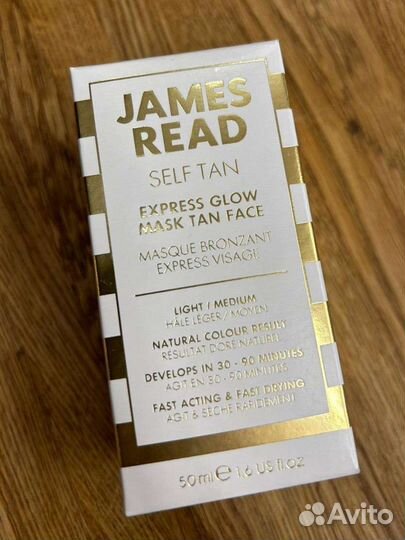 JAMES
READ
SELF TAN
EXPRESS GLOW
MASK TAN FACE
MASQUE BRONZANT
EXPRESS VISAGE
LIGHT / MEDIUM
HÂLE LÉGER / MOYEN
NATURAL COLOUR RESULT
RÉSULTAT DORÉ NATUREL
DEVELOPS IN 30 - 90 MINUTES
AGIT EN 30 - 90 MINUTES
FAST ACTING & FAST DRYING
AGIT & SÈCHE RAPIDEMENT
50 ml e 1.6 US fl.oz
Avito